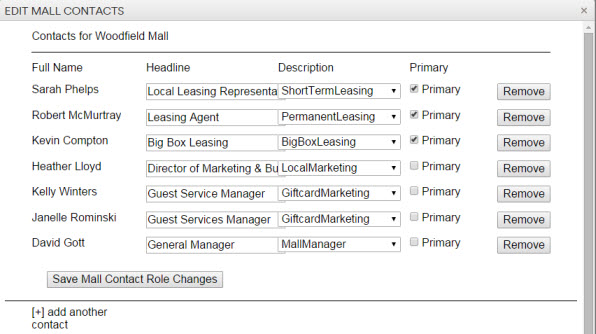 EDIT MALL CONTACTS ×
Contacts for Woodfield Mall
Full Name Headline Description Primary
Sarah Phelps Local Leasing Representa ShortTermLeasing Primary Remove
Robert McMurtray Leasing Agent PermanentLeasing Primary Remove
Kevin Compton Big Box Leasing BigBoxLeasing Primary Remove
Heather Lloyd Director of Marketing & Bu LocalMarketing Primary Remove
Kelly Winters Guest Service Manager GiftcardMarketing Primary Remove
Janelle Rominski Guest Services Manager GiftcardMarketing Primary Remove
David Gott General Manager MallManager Primary Remove
Save Mall Contact Role Changes
[+] add another
contact